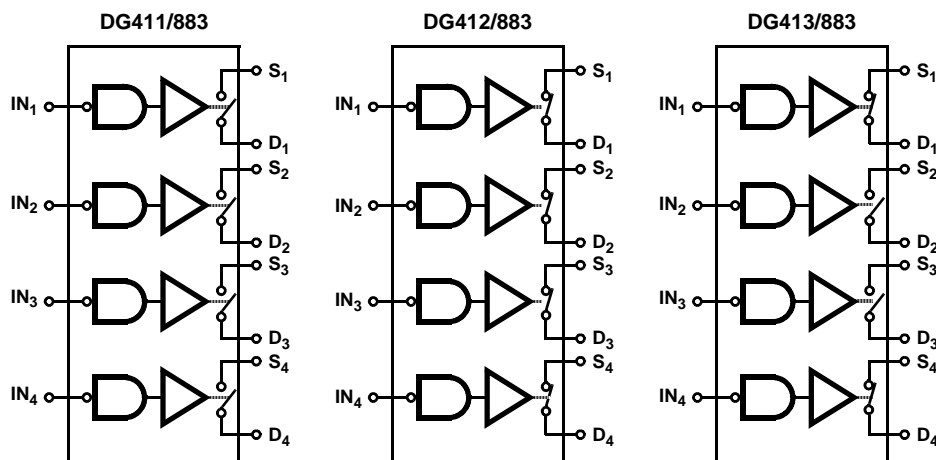 DG411/883
S1
IN1
D1
S2
IN2
D2
S3
IN3
D3
S4
IN4
D4
DG412/883
S1
IN1
D1
S2
IN2
D2
S3
IN3
D3
S4
IN4
D4
DG413/883
S1
IN1
D1
S2
IN2
D2
S3
IN3
D3
S4
IN4
D4